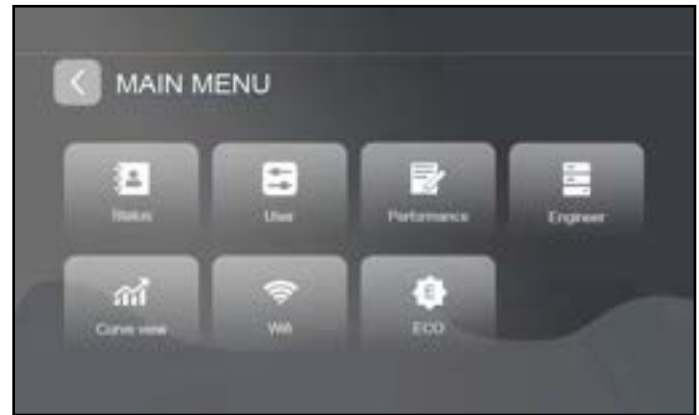 MAIN MENU
Status User Performance Engineer
Curve view Wifi ECO